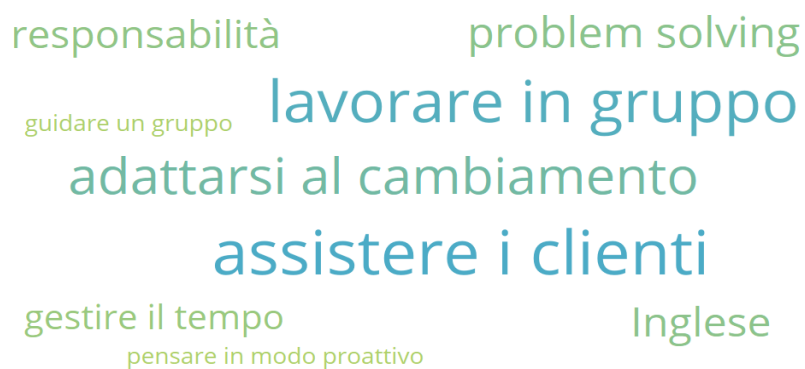 responsabilità
problem solving
lavorare in gruppo
guidare un gruppo
adattarsi al cambiamento
assistere i clienti
gestire il tempo
Inglese
pensare in modo proattivo